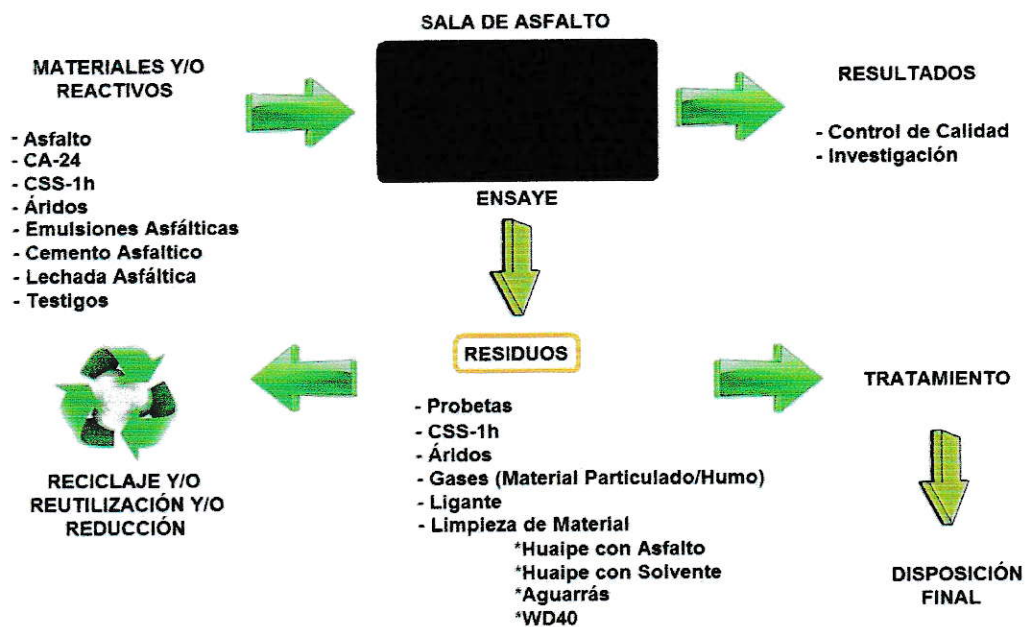 SALA DE ASFALTO
MATERIALES Y/O
REACTIVOS
- Asfalto
- CA-24
- CSS-1h
- Áridos
- Emulsiones Asfálticas
- Cemento Asfaltico
- Lechada Asfáltica
- Testigos
ENSAYE
RESULTADOS
- Control de Calidad
- Investigación
RESIDUOS
- Probetas
- CSS-1h
- Áridos
- Gases (Material Particulado/Humo)
- Ligante
- Limpieza de Material
*Huaipe con Asfalto
*Huaipe con Solvente
*Aguarrás
*WD40
RECICLAJE Y/O
REUTILIZACIÓN Y/O
REDUCCIÓN
TRATAMIENTO
DISPOSICIÓN
FINAL